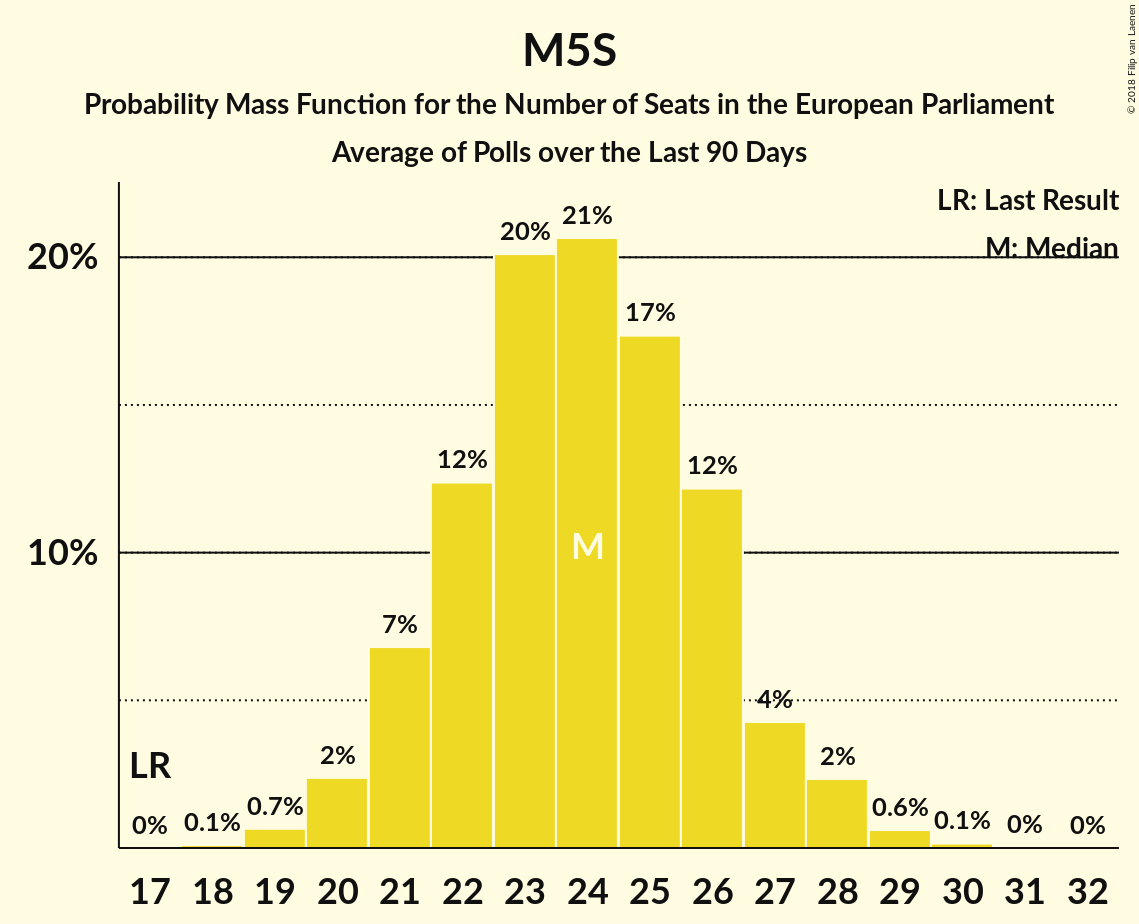 M5S
Probability Mass Function for the Number of Seats in the European Parliament
Average of Polls over the Last 90 Days
© 2018 Filip van Laenen
LR: Last Result
M: Median
20%
10%
LR
0%
0.1%
0.7%
2%
7%
12%
20%
21%
17%
12%
4%
2%
0.6%
0.1%
0%
0%
M
17 18 19 20 21 22 23 24 25 26 27 28 29 30 31 32